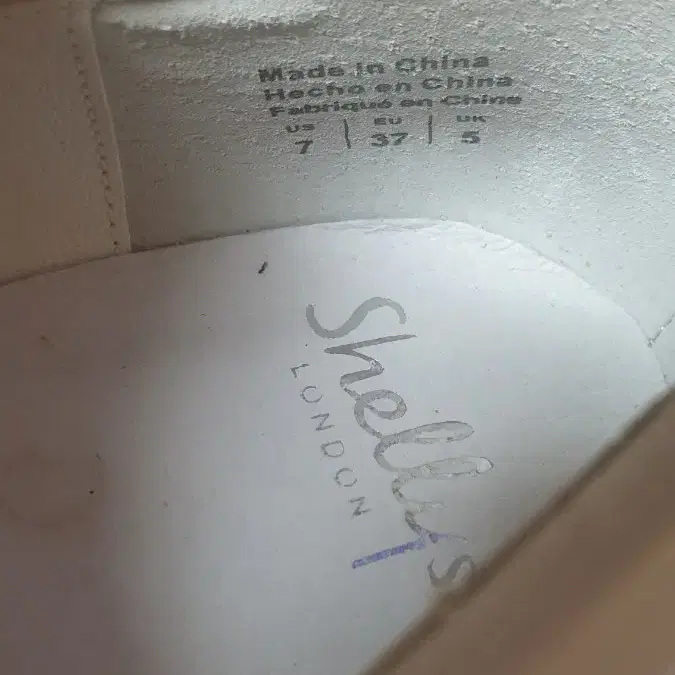 Made in China
Hecho en China
Fabriqué en Chine
US | EU | UK
7 | 37 | 5
Shellys
LONDON